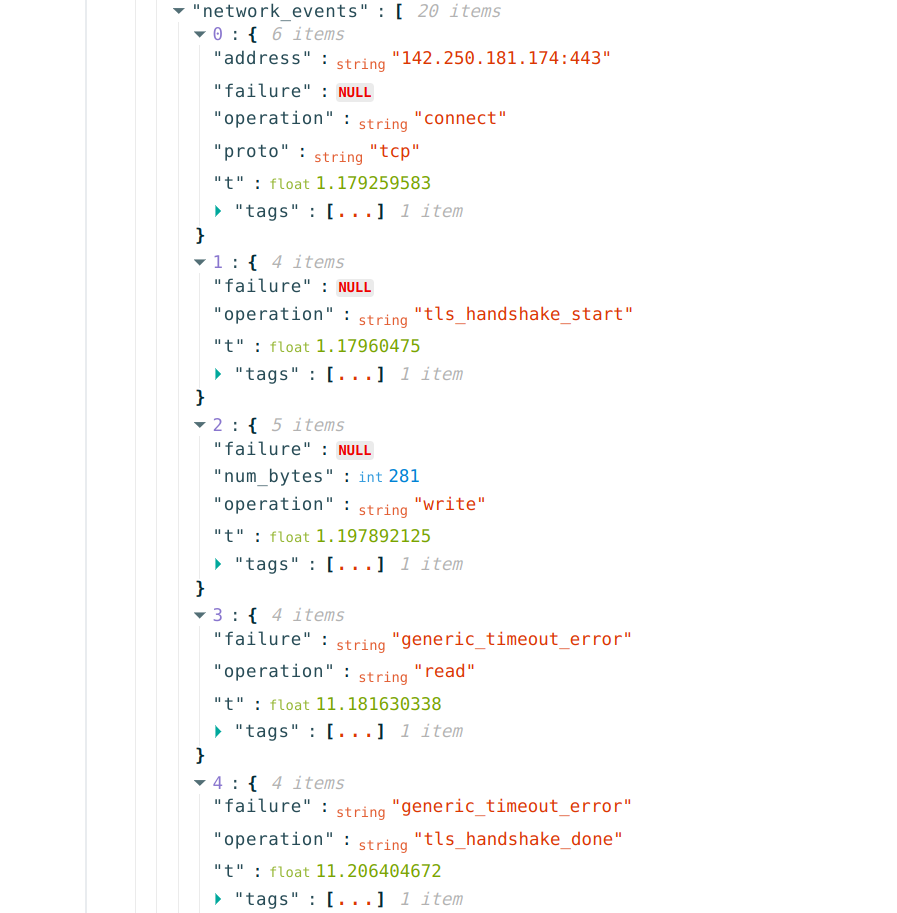 "network_events" : [ 20 items
0 : { 6 items
"address" : string "142.250.181.174:443"
"failure" : NULL
"operation" : string "connect"
"proto" : string "tcp"
"t" : float 1.179259583
"tags" : [...] 1 item
}
1 : { 4 items
"failure" : NULL
"operation" : string "tls_handshake_start"
"t" : float 1.17960475
"tags" : [...] 1 item
}
2 : { 5 items
"failure" : NULL
"num_bytes" : int 281
"operation" : string "write"
"t" : float 1.197892125
"tags" : [...] 1 item
}
3 : { 4 items
"failure" : string "generic_timeout_error"
"operation" : string "read"
"t" : float 11.181630338
"tags" : [...] 1 item
}
4 : { 4 items
"failure" : string "generic_timeout_error"
"operation" : string "tls_handshake_done"
"t" : float 11.206404672
"tags" : [...] 1 item